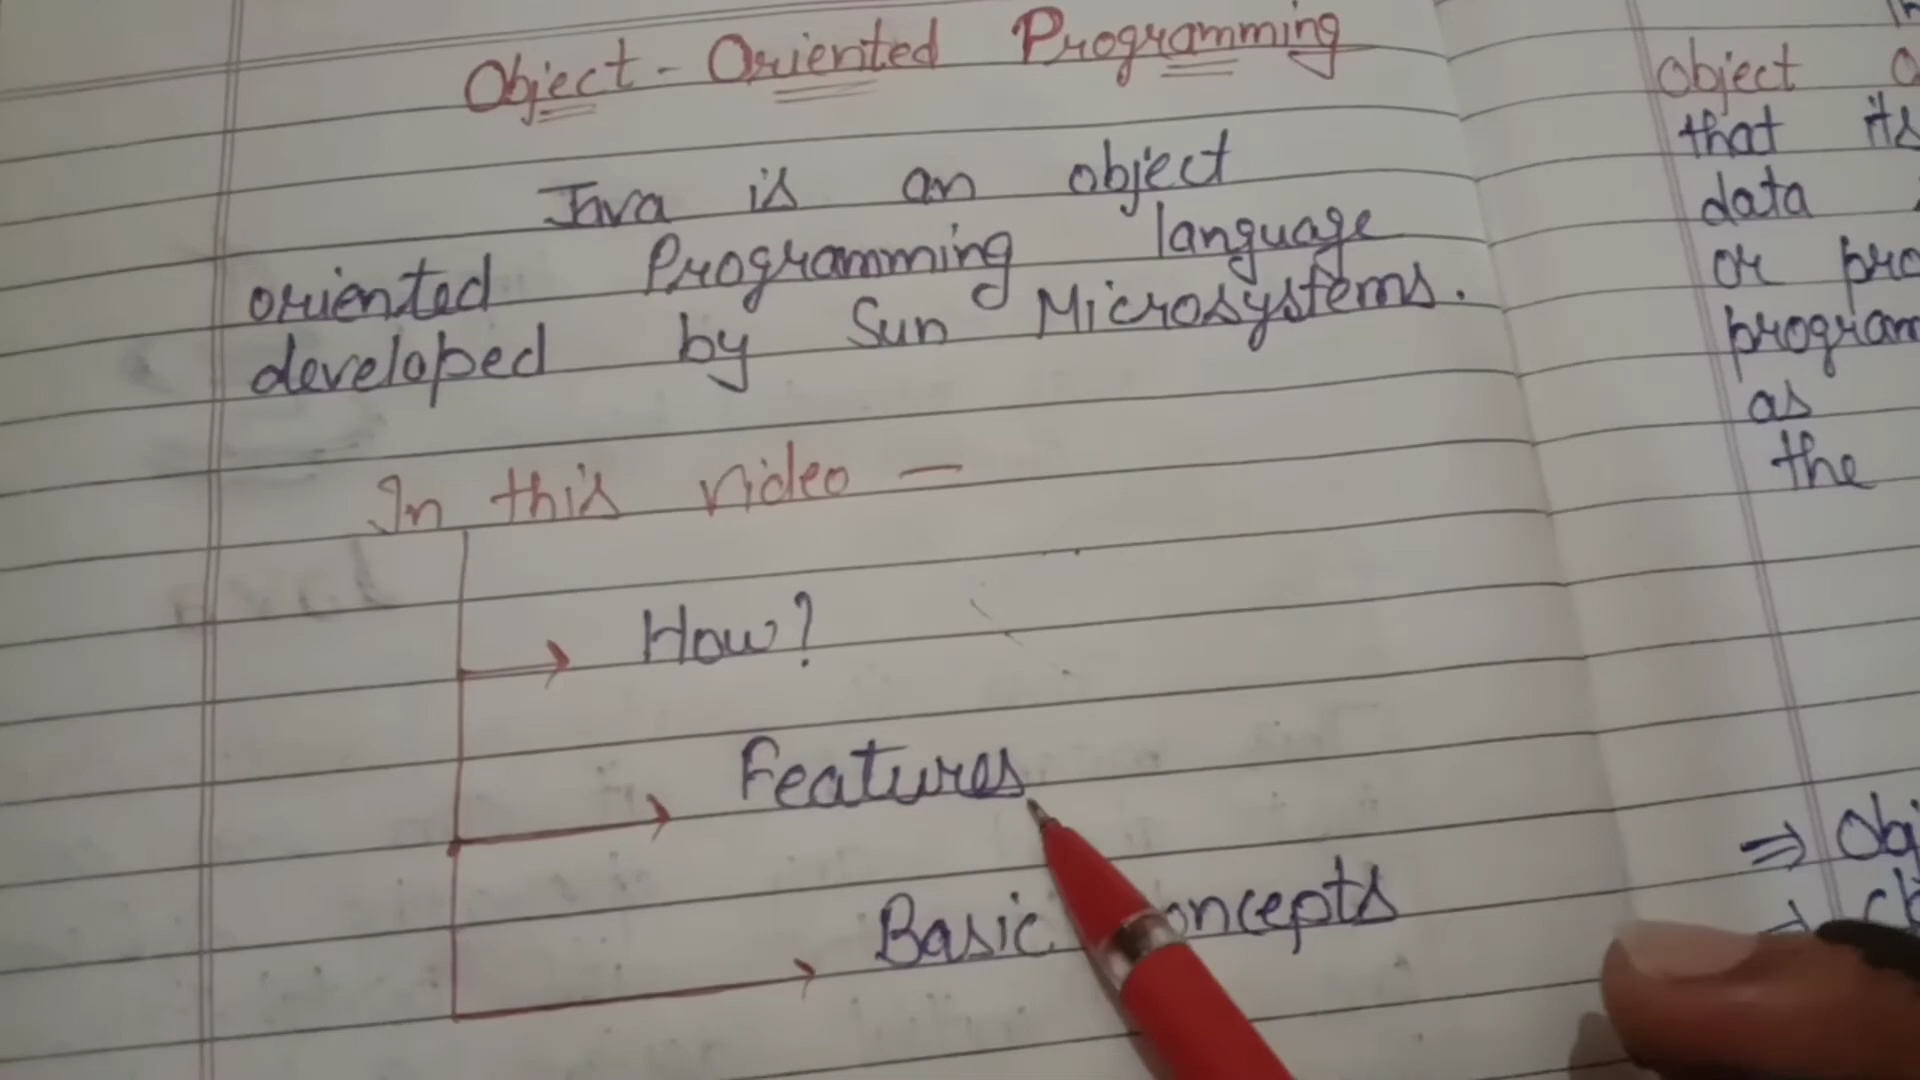 Object - Oriented Programming
Java is an object
oriented Programming language
developed by Sun Microsystems.
In this video —
→ How?
→ Features
→ Basic
Object
that its
data
or
as
the
⇒